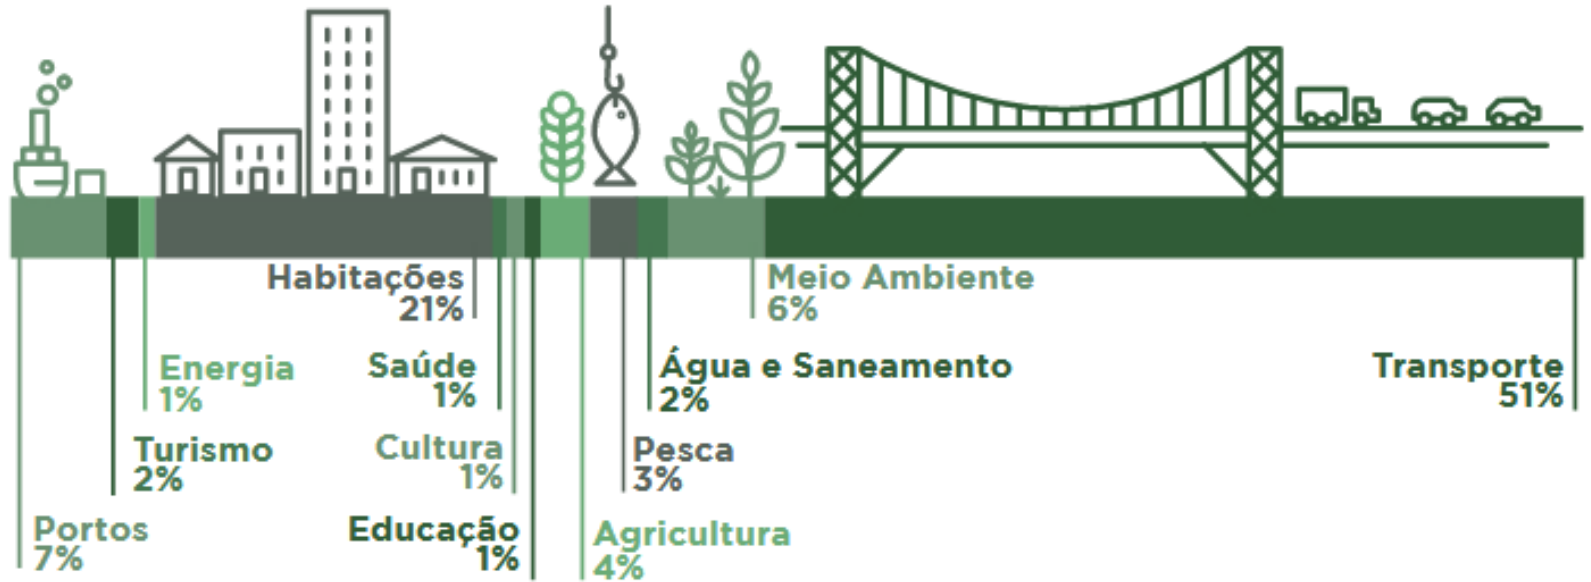 Habitações
21%
Meio Ambiente
6%
Energia
1%
Saúde
1%
Água e Saneamento
2%
Transporte
51%
Turismo
2%
Cultura
1%
Pesca
3%
Portos
7%
Educação
1%
Agricultura
4%